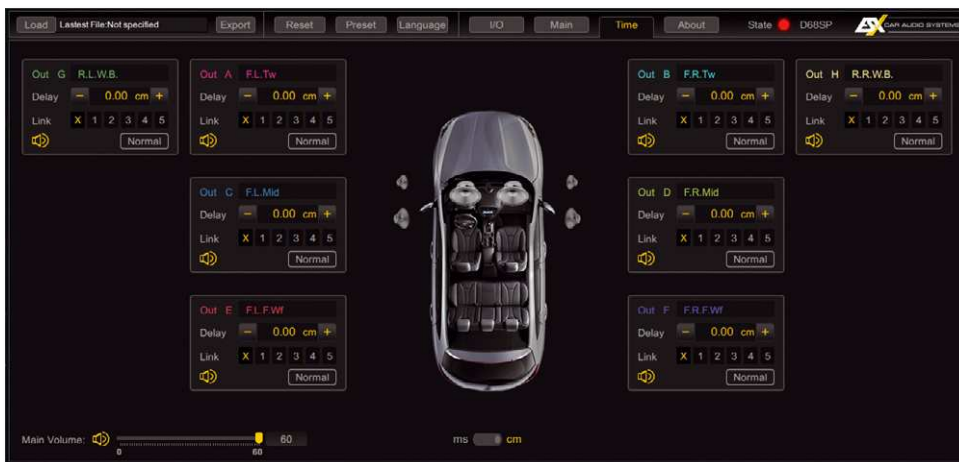 Load Lastest File:Not specified Export Reset Preset Language I/O Main Time About State D68SP ESX CAR AUDIO SYSTEMS
Out G R.L.W.B.
Delay − 0.00 cm +
Link X 1 2 3 4 5
Normal
Out A F.L.Tw
Delay − 0.00 cm +
Link X 1 2 3 4 5
Normal
Out B F.R.Tw
Delay − 0.00 cm +
Link X 1 2 3 4 5
Normal
Out H R.R.W.B.
Delay − 0.00 cm +
Link X 1 2 3 4 5
Normal
Out C F.L.Mid
Delay − 0.00 cm +
Link X 1 2 3 4 5
Normal
Out D F.R.Mid
Delay − 0.00 cm +
Link X 1 2 3 4 5
Normal
Out E F.L.F.Wf
Delay − 0.00 cm +
Link X 1 2 3 4 5
Normal
Out F F.R.F.Wf
Delay − 0.00 cm +
Link X 1 2 3 4 5
Normal
Main Volume: 60
0 60
ms cm